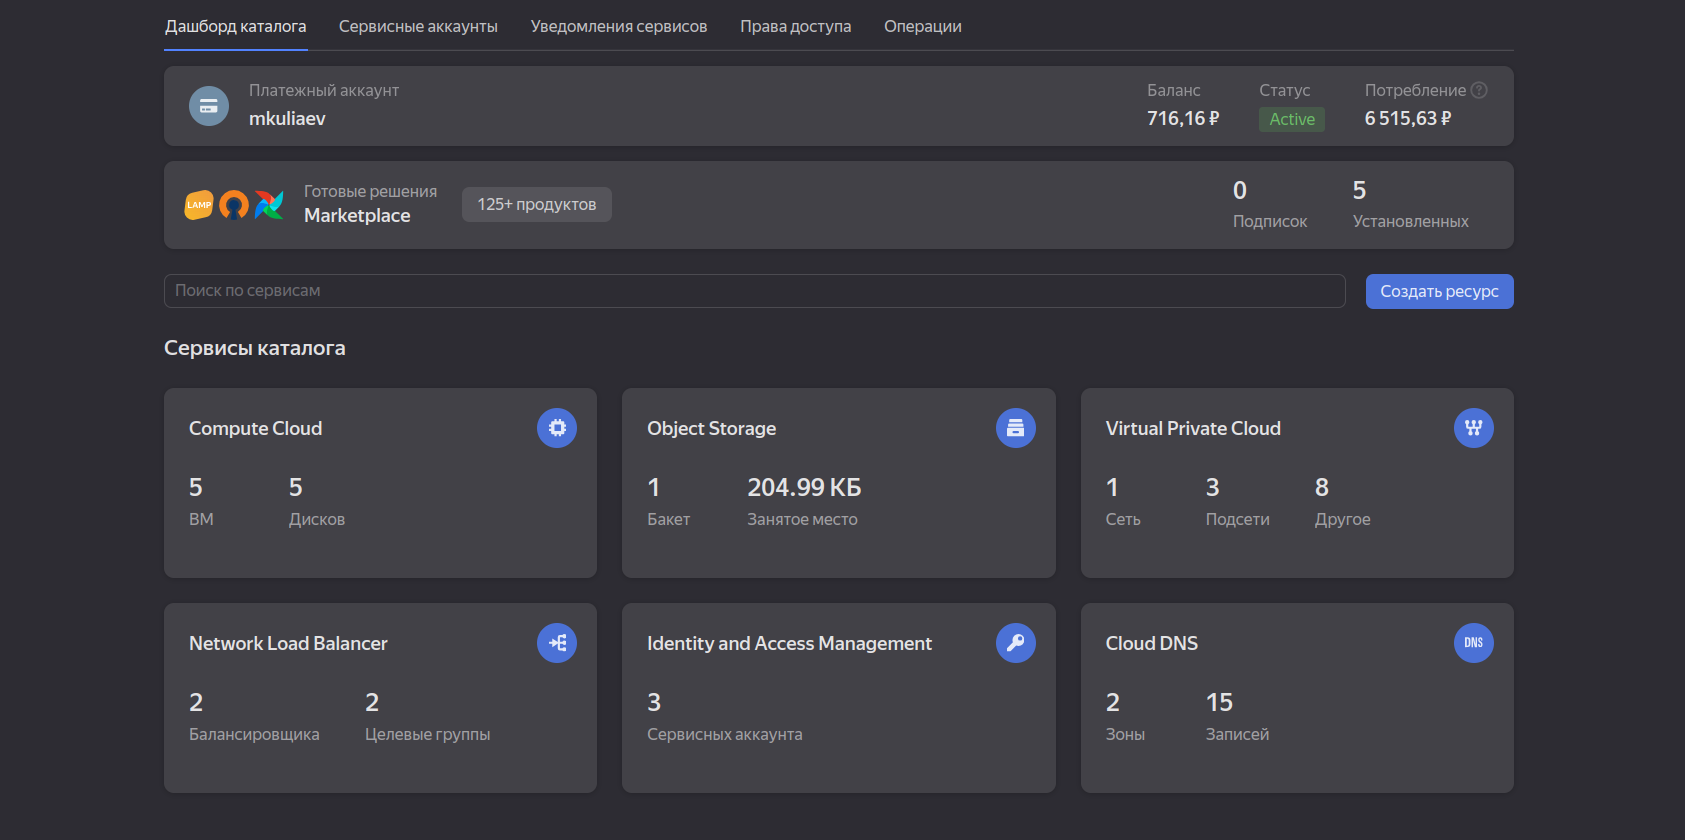 Дашборд каталога Сервисные аккаунты Уведомления сервисов Права доступа Операции
Платежный аккаунт Баланс Статус Потребление ?
mkuliaev 716,16 ₽ Active 6 515,63 ₽
LAMP
Готовые решения 125+ продуктов 0 5
Marketplace Подписок Установленных
Поиск по сервисам Создать ресурс
Сервисы каталога
Compute Cloud
5 5
ВМ Дисков
Object Storage
1 204.99 КБ
Бакет Занятое место
Virtual Private Cloud
1 3 8
Сеть Подсети Другое
Network Load Balancer
2 2
Балансировщика Целевые группы
Identity and Access Management
3
Сервисных аккаунта
Cloud DNS DNS
2 15
Зоны Записей